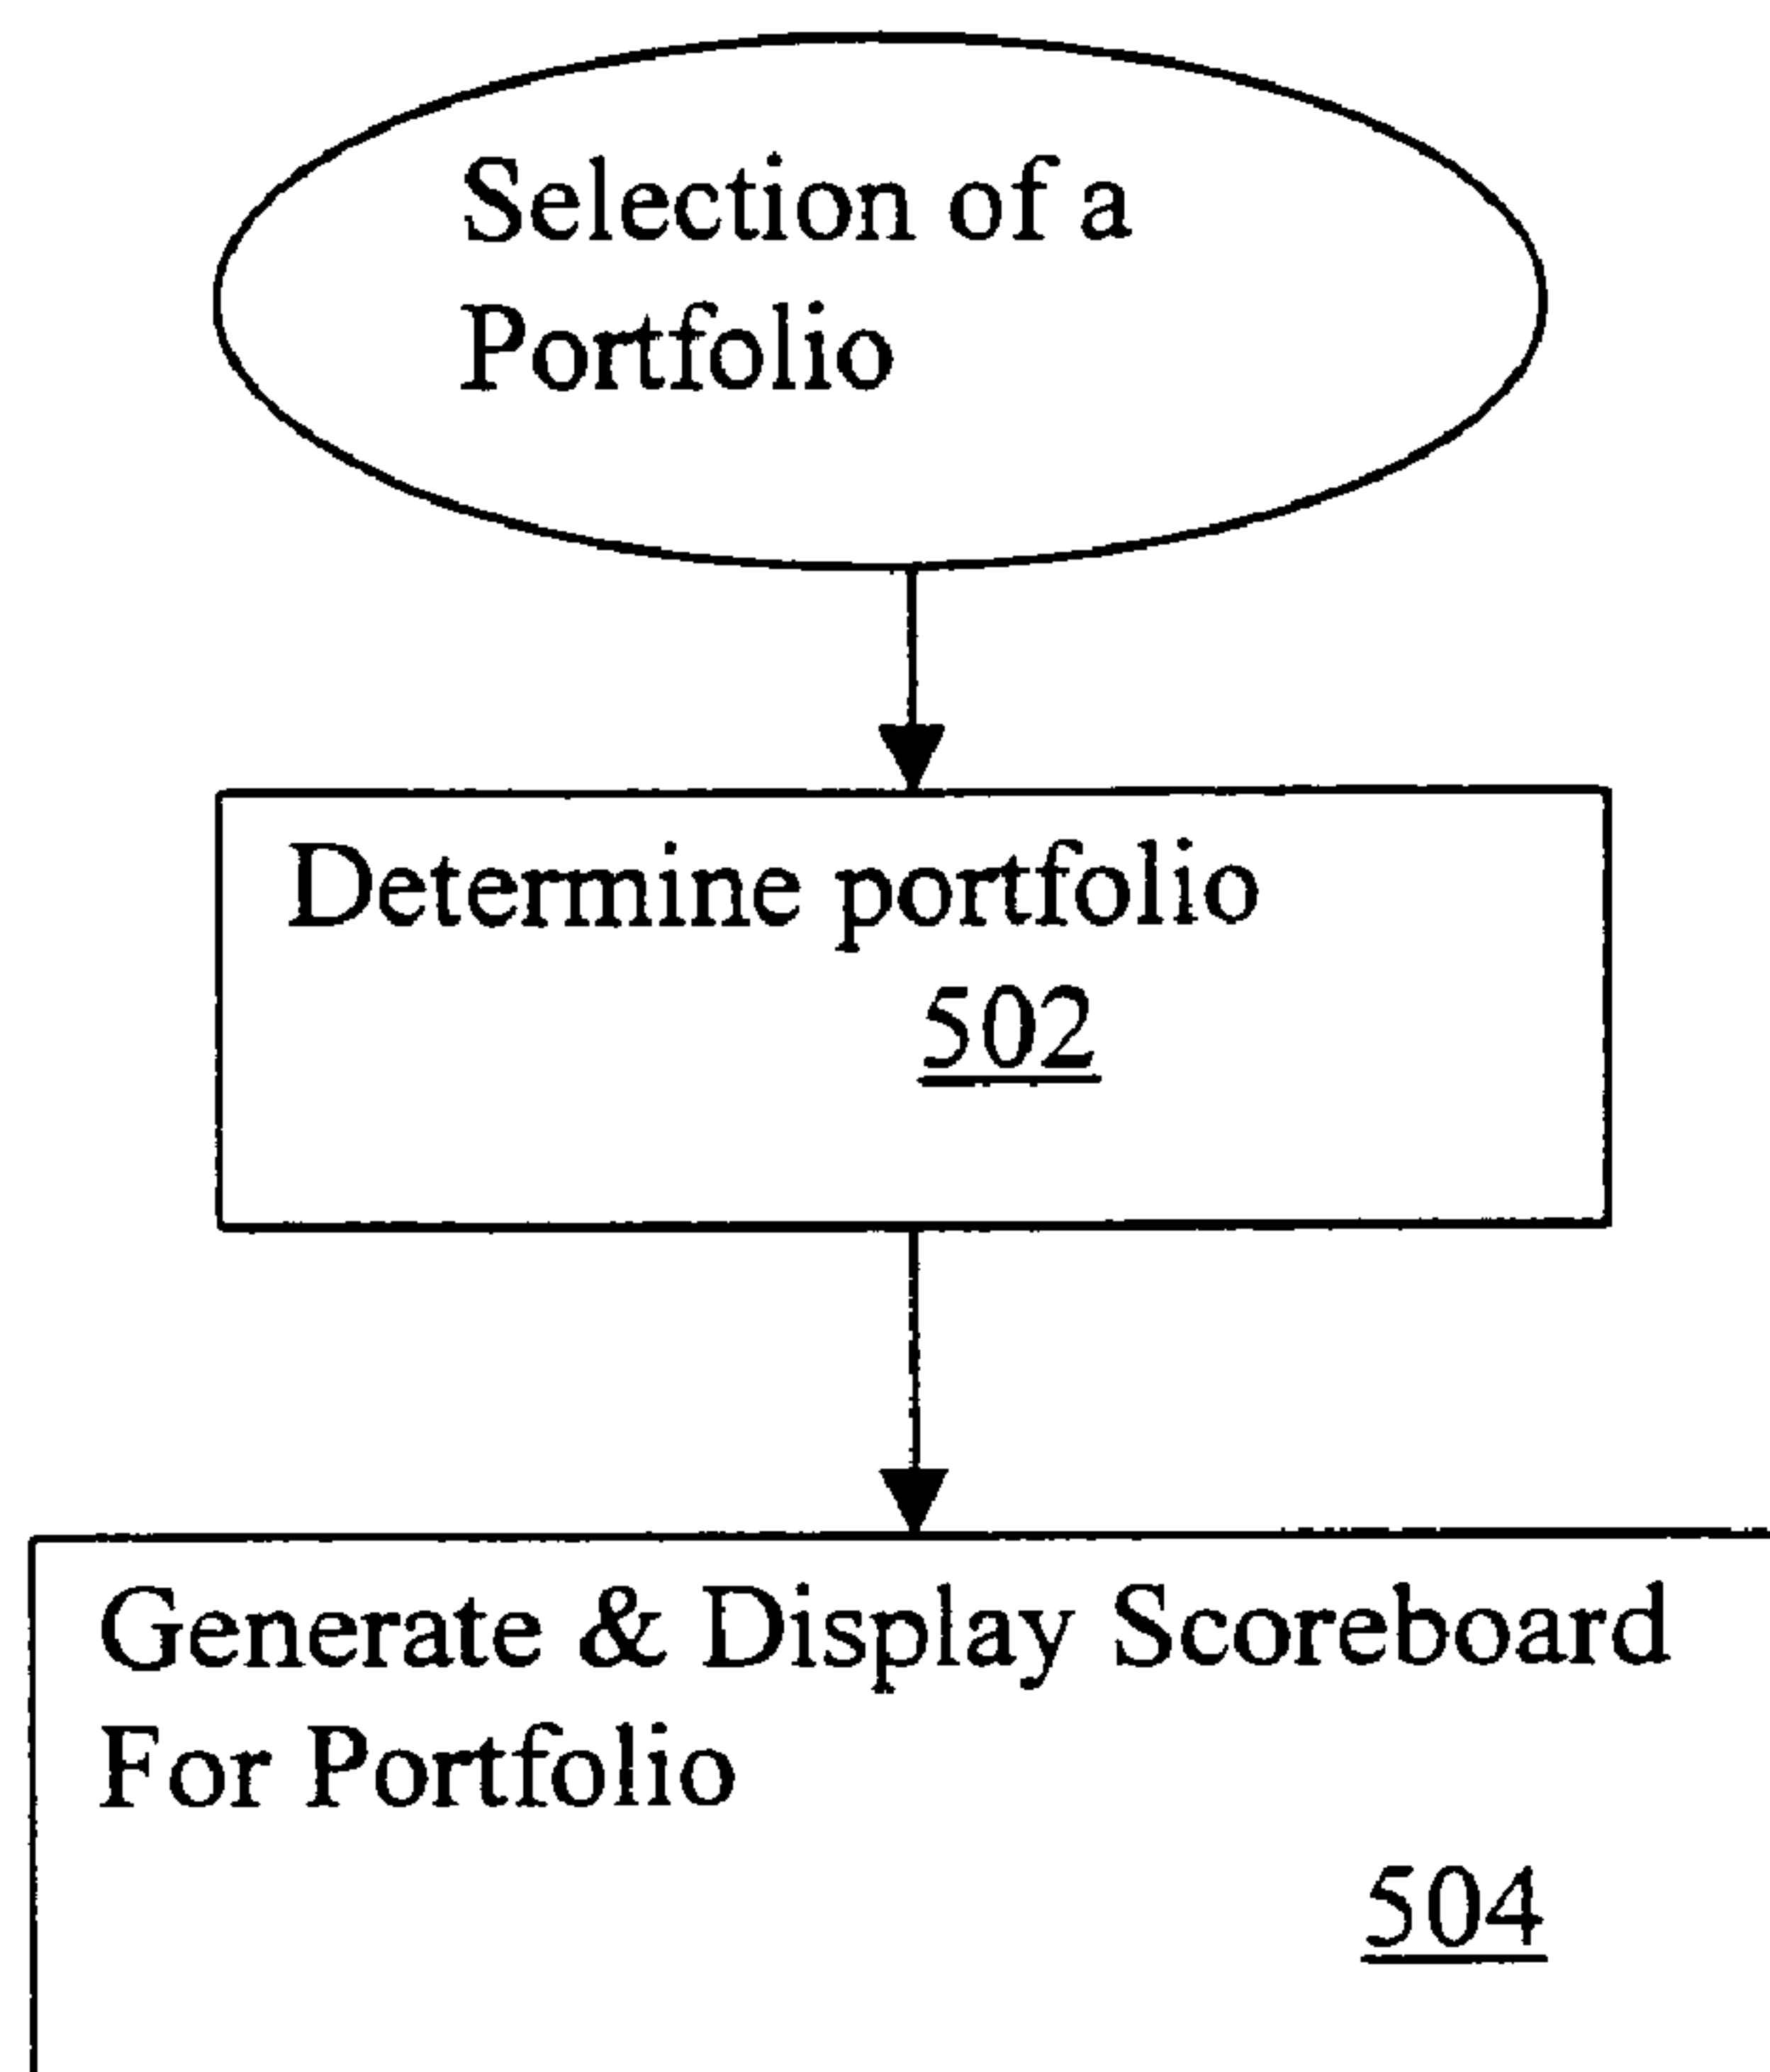 Selection of a
Portfolio
Determine portfolio
502
Generate & Display Scoreboard
For Portfolio
504